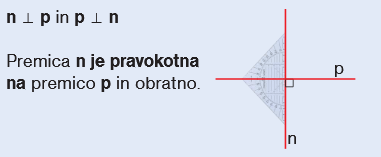 n ⊥ p in p ⊥ n
Premica n je pravokotna
na premico p in obratno.
p
n